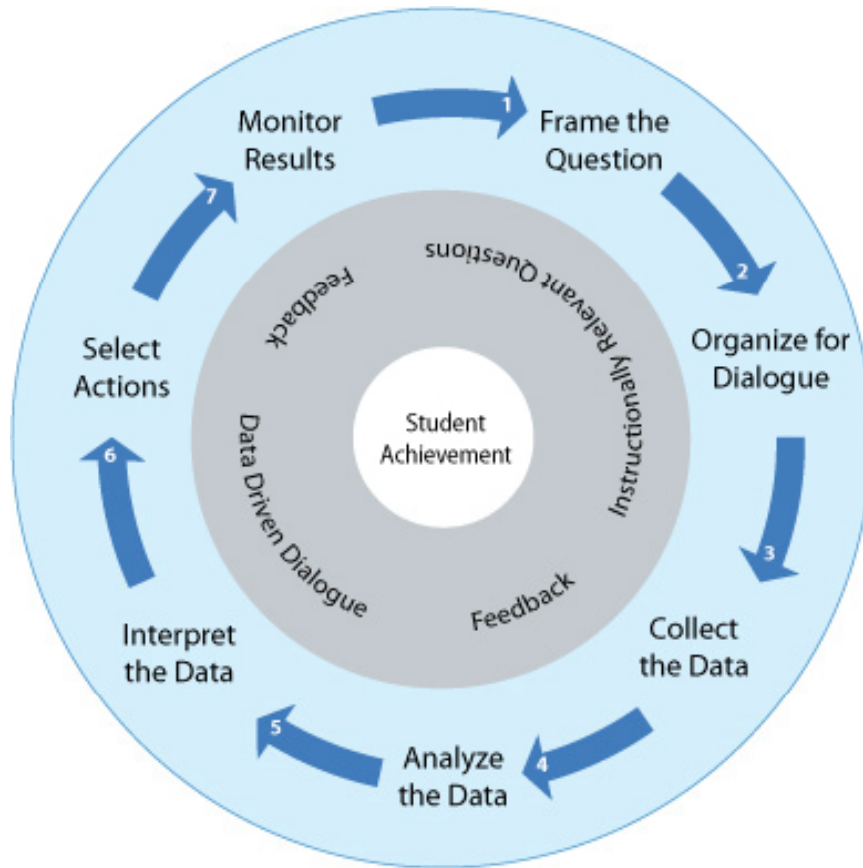 1
Frame the
Question
2
Organize for
Dialogue
3
Collect
the Data
4
Analyze
the Data
5
Interpret
the Data
6
Select
Actions
7
Monitor
Results
Instructionally Relevant Questions
Feedback
Data Driven Dialogue
Feedback
Student
Achievement